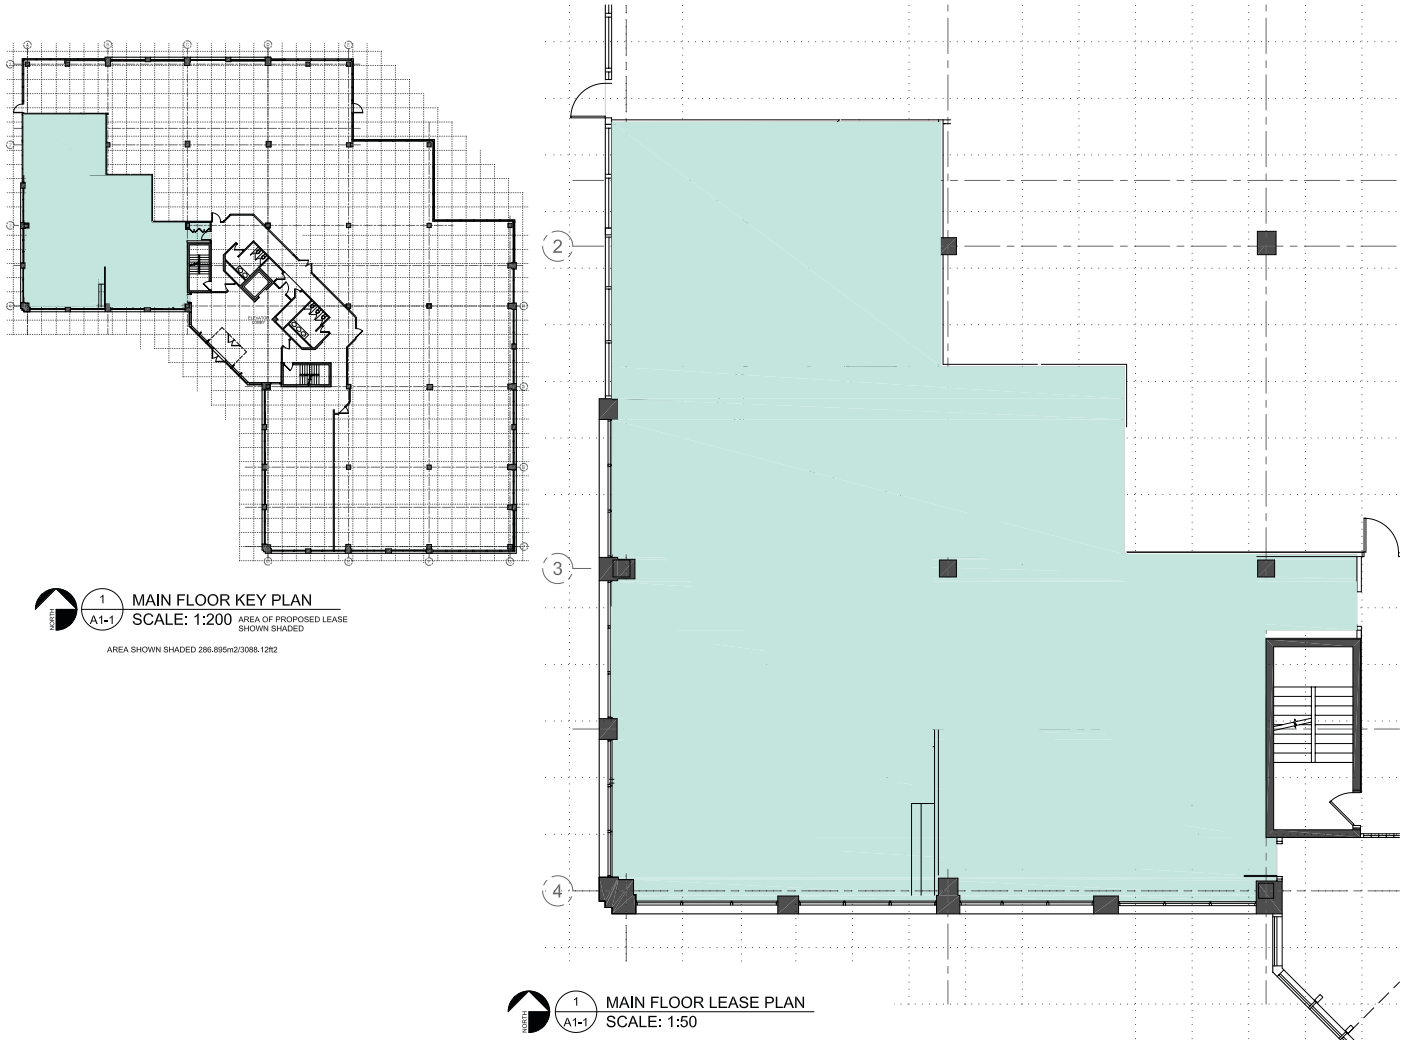 ELEVATOR
LOBBY
2
3
4
NORTH
1
A1-1
MAIN FLOOR KEY PLAN
SCALE: 1:200
AREA OF PROPOSED LEASE
SHOWN SHADED
AREA SHOWN SHADED 286.895m2/3088.12ft2
NORTH
1
A1-1
MAIN FLOOR LEASE PLAN
SCALE: 1:50